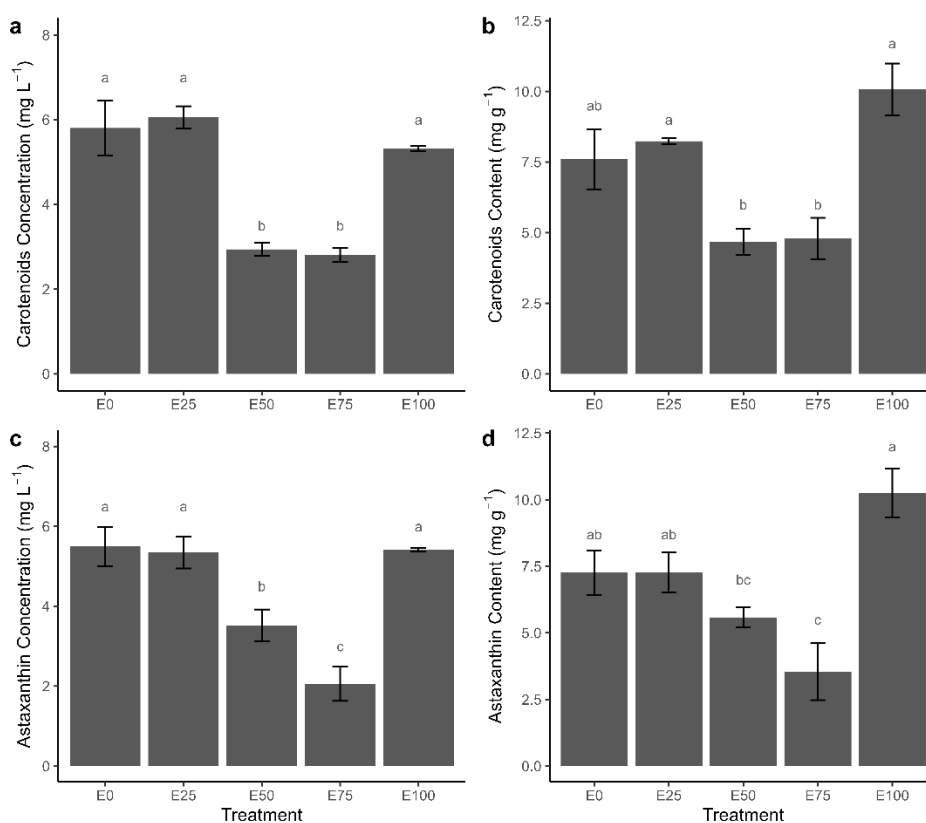 a
Carotenoids Concentration (mg L⁻¹)
8
6
4
2
0
a
a
b
b
a
E0
E25
E50
E75
E100
b
Carotenoids Content (mg g⁻¹)
12.5
10.0
7.5
5.0
2.5
0.0
ab
a
b
b
a
E0
E25
E50
E75
E100
c
Astaxanthin Concentration (mg L⁻¹)
8
6
4
2
0
a
a
b
c
a
E0
E25
E50
E75
E100
Treatment
d
Astaxanthin Content (mg g⁻¹)
12.5
10.0
7.5
5.0
2.5
0.0
ab
ab
bc
c
a
E0
E25
E50
E75
E100
Treatment